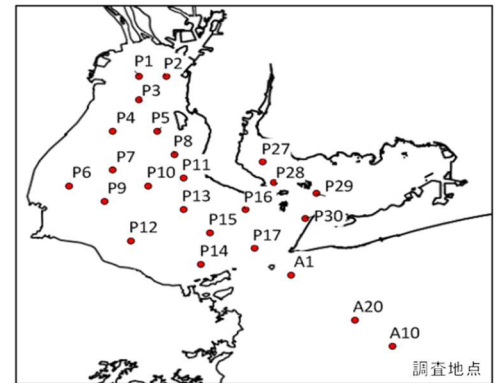 P1 P2
P3
P4 P5
P8
P27
P7 P11 P28
P6 P10 P29
P9 P13 P16
P30
P15
P12 P17
P14 A1
A20
A10
調査地点